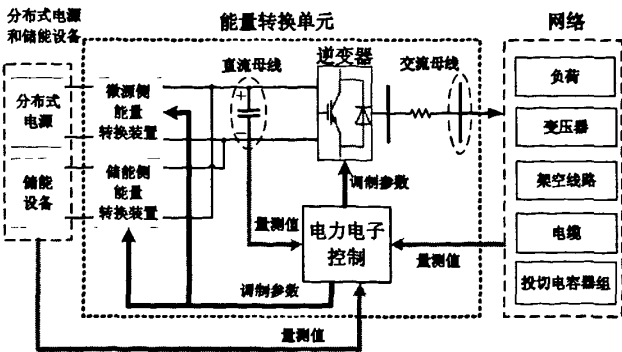 分布式电源
和储能设备
能量转换单元
网络
分布式
电源
储能
设备
微源侧
能量
转换装置
储能侧
能量
转换装置
直流母线
逆变器
交流母线
调制参数
量测值
电力电子
控制
量测值
调制参数
量测值
负荷
变压器
架空线路
电缆
投切电容器组